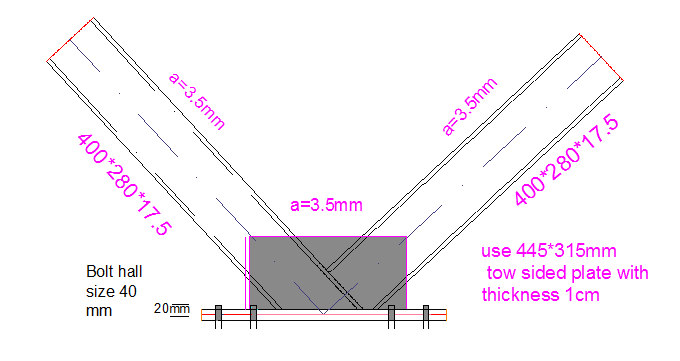 a=3.5mm
a=3.5mm
400*280*17.5
400*280*17.5
a=3.5mm
use 445*315mm
tow sided plate with
thickness 1cm
Bolt hall
size 40
mm
20mm